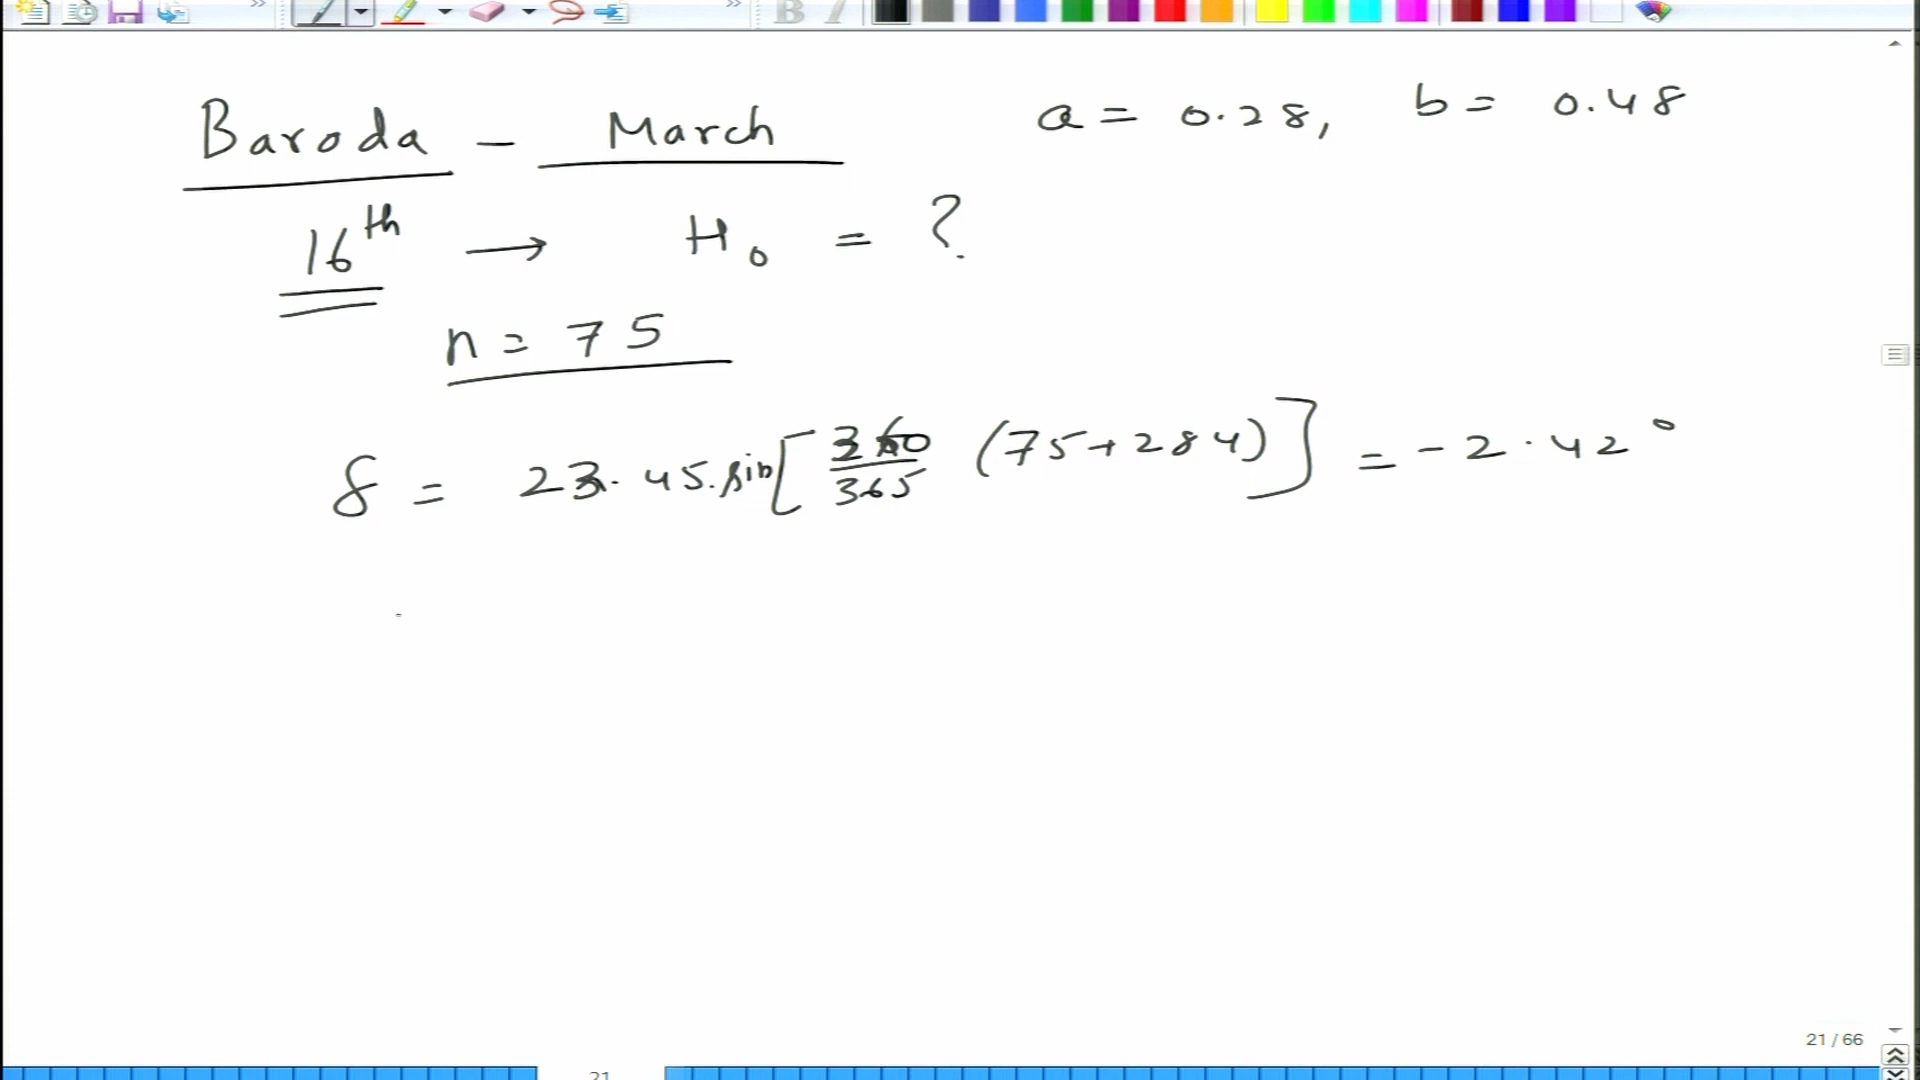 Baroda - March a = 0.28, b = 0.48
16th → H₀ = ?
n = 75
δ = 23.45.sin[360/365 (75+284)] = -2.42°
21 / 66
21